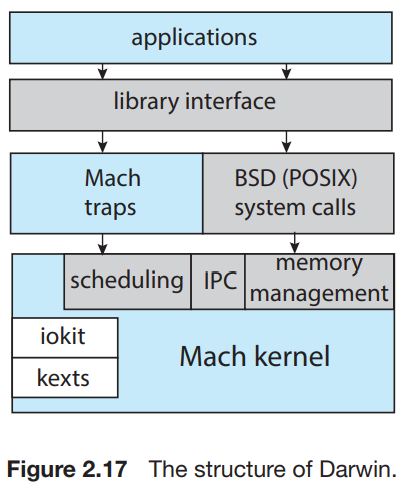 applications
library interface
Mach
traps
BSD (POSIX)
system calls
scheduling
IPC
memory
management
iokit
kexts
Mach kernel
Figure 2.17 The structure of Darwin.